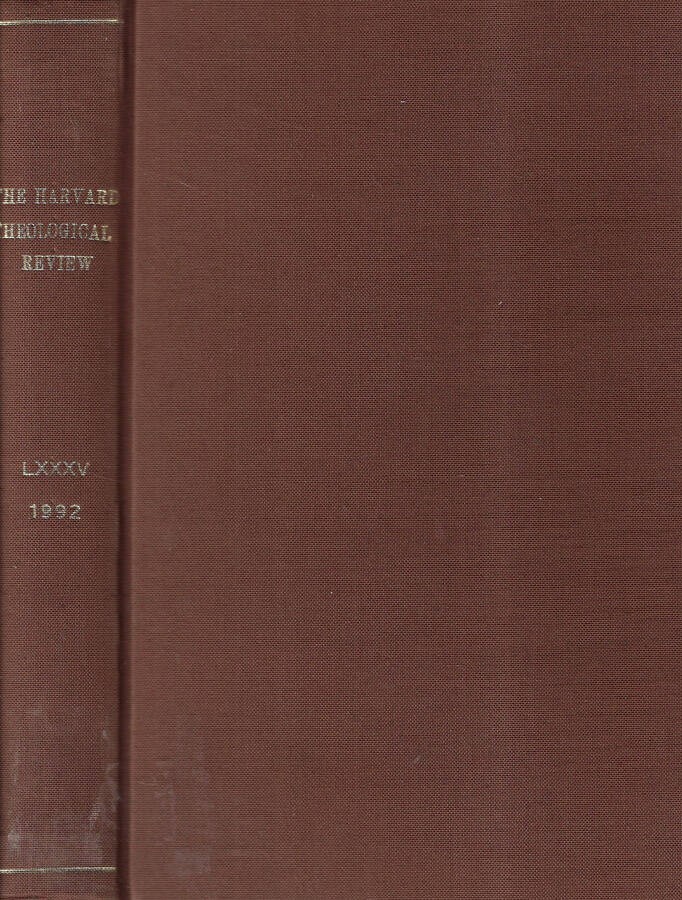 THE HARVARD
THEOLOGICAL
REVIEW
LXXXV
1992